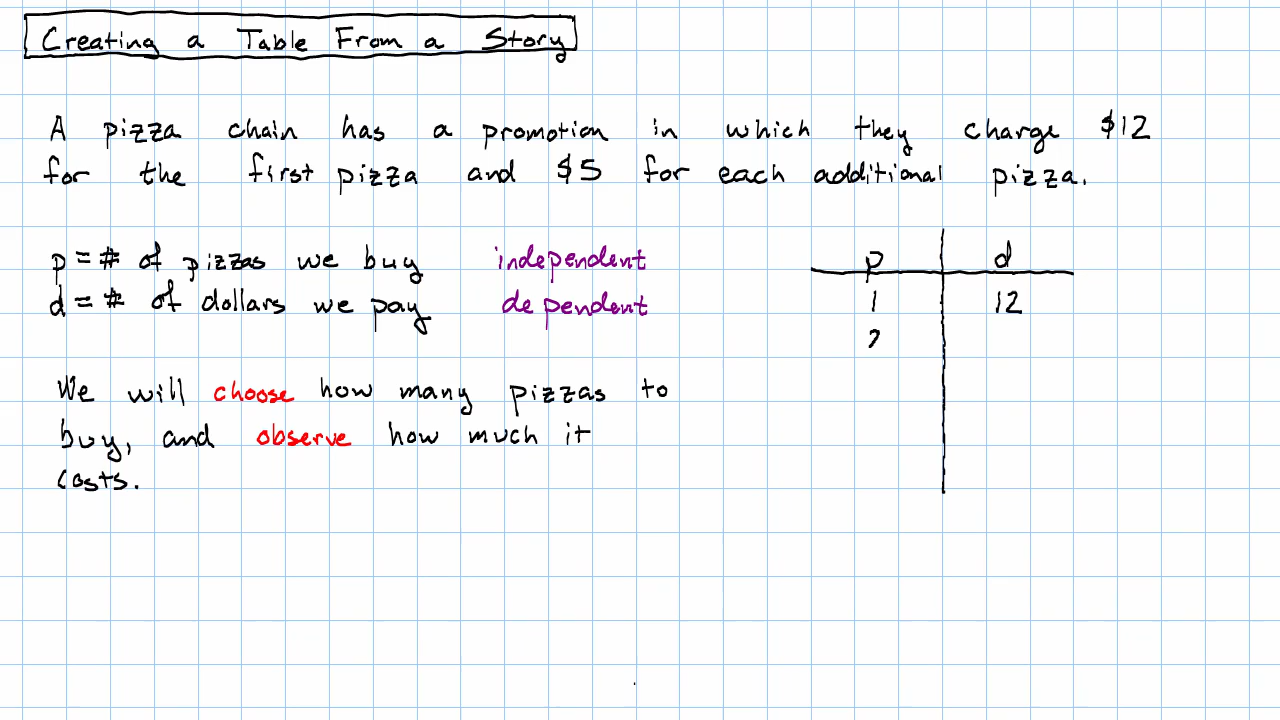 Creating a Table From a Story
A pizza chain has a promotion in which they charge $12
for the first pizza and $5 for each additional pizza.
p = # of pizzas we buy independent
d = # of dollars we pay dependent
We will choose how many pizzas to
buy, and observe how much it
costs.
p d
1 12
2